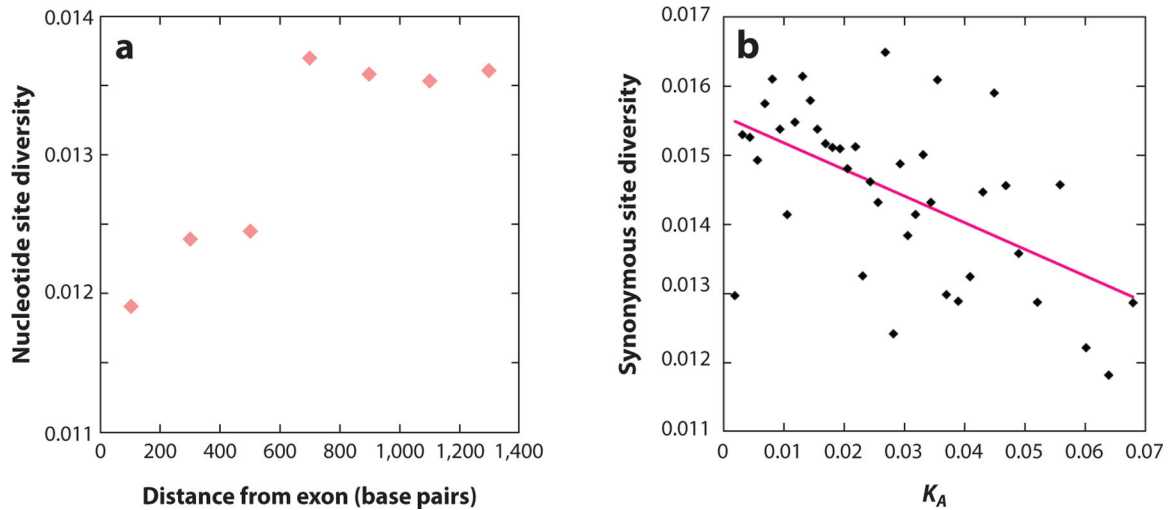 a
Nucleotide site diversity
0.014
0.013
0.012
0.011
0 200 400 600 800 1,000 1,200 1,400
Distance from exon (base pairs)
b
Synonymous site diversity
0.017
0.016
0.015
0.014
0.013
0.012
0.011
0 0.01 0.02 0.03 0.04 0.05 0.06 0.07
K_A